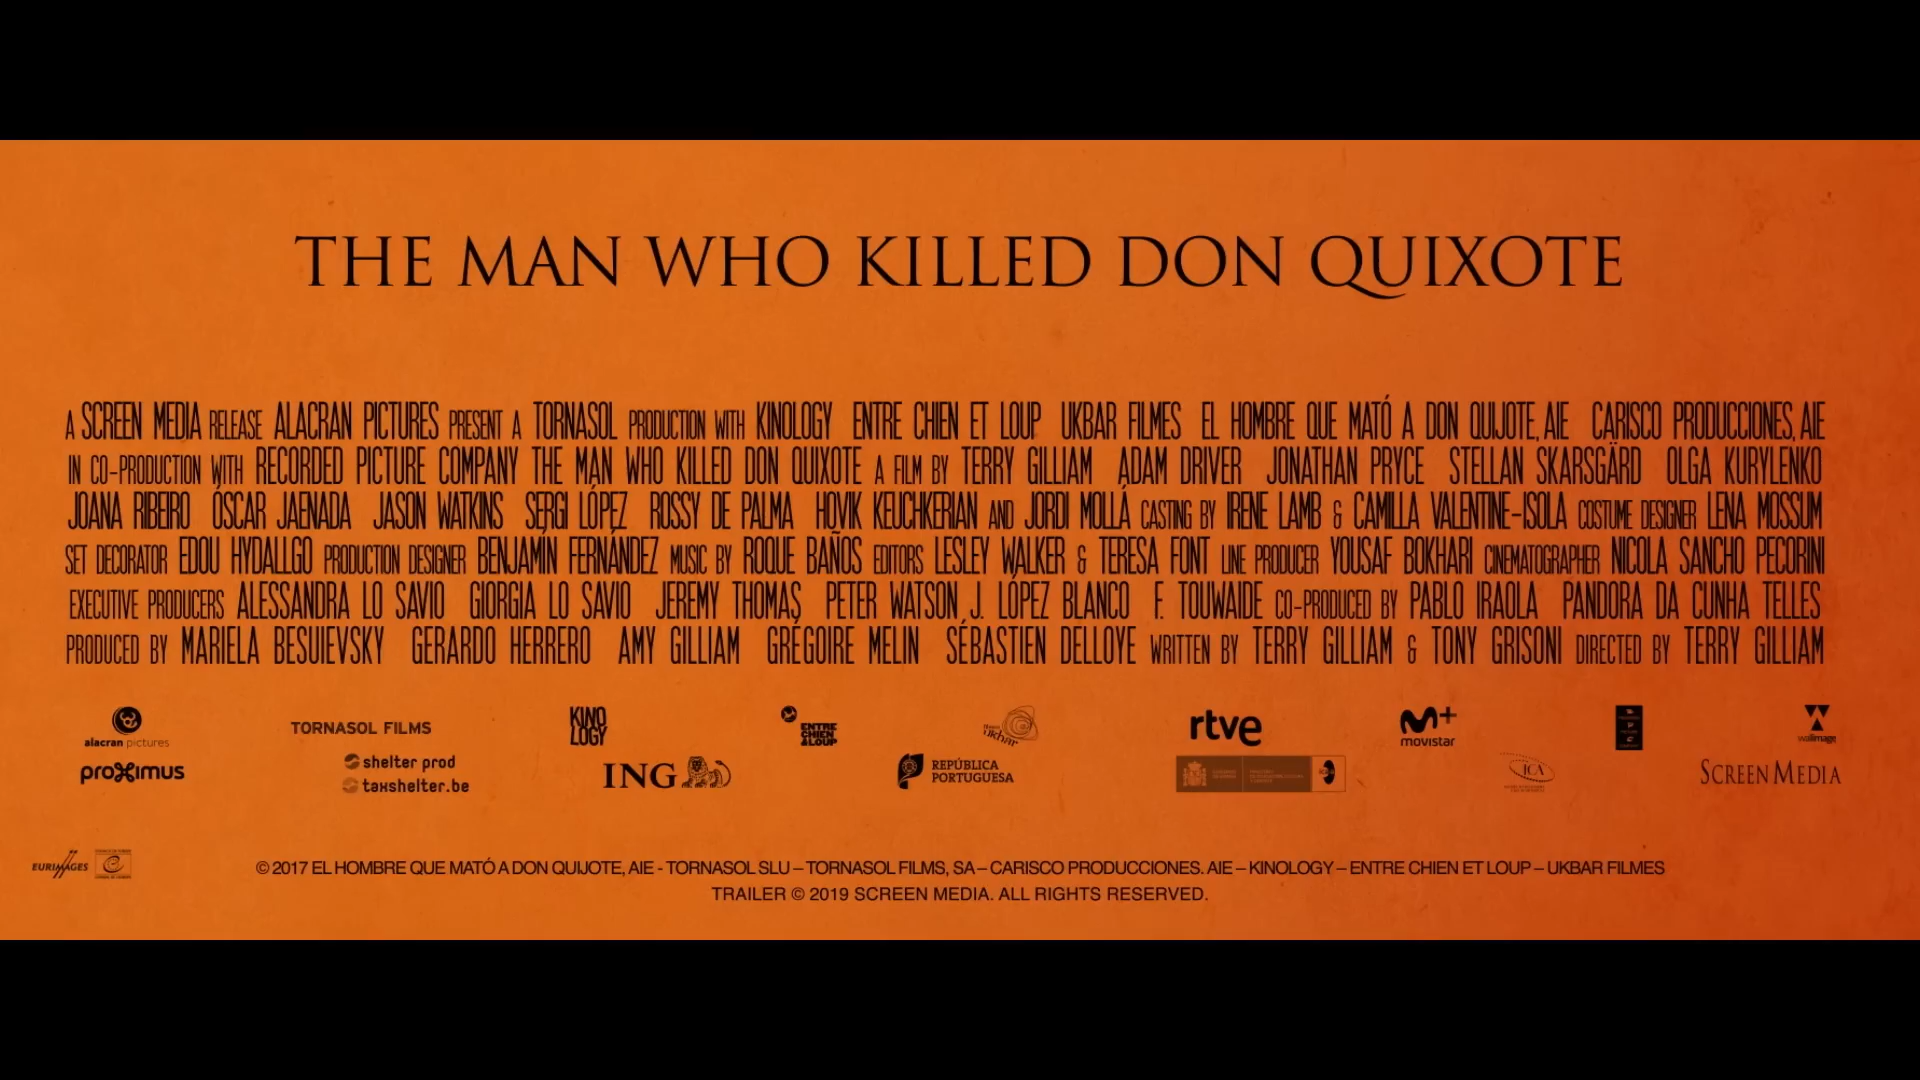 THE MAN WHO KILLED DON QUIXOTE
A SCREEN MEDIA RELEASE ALACRAN PICTURES PRESENT A TORNASOL PRODUCTION WITH KINOLOGY ENTRE CHIEN ET LOUP UKBAR FILMES EL HOMBRE QUE MATÓ A DON QUIJOTE, AIE CARISCO PRODUCCIONES, AIE
IN CO-PRODUCTION WITH RECORDED PICTURE COMPANY THE MAN WHO KILLED DON QUIXOTE A FILM BY TERRY GILLIAM ADAM DRIVER JONATHAN PRYCE STELLAN SKARSGÄRD OLGA KURYLENKO
JOANA RIBEIRO ÓSCAR JAENADA JASON WATKINS SERGI LÓPEZ ROSSY DE PALMA HOVIK KEUCHKERIAN AND JORDI MOLLÁ CASTING BY IRENE LAMB & CAMILLA VALENTINE-ISOLA COSTUME DESIGNER LENA MOSSUM
SET DECORATOR EDOU HYDALLGO PRODUCTION DESIGNER BENJAMÍN FERNÁNDEZ MUSIC BY ROQUE BAÑOS EDITORS LESLEY WALKER & TERESA FONT LINE PRODUCER YOUSAF BOKHARI CINEMATOGRAPHER NICOLA SANCHO PECORINI
EXECUTIVE PRODUCERS ALESSANDRA LO SAVIO GIORGIA LO SAVIO JEREMY THOMAS PETER WATSON, J. LÓPEZ BLANCO F. TOUWAIDE CO-PRODUCED BY PABLO IRAOLA PANDORA DA CUNHA TELLES
PRODUCED BY MARIELA BESUIEVSKY GERARDO HERRERO AMY GILLIAM GRÉGOIRE MELIN SÉBASTIEN DELLOYE WRITTEN BY TERRY GILLIAM & TONY GRISONI DIRECTED BY TERRY GILLIAM
alacran pictures
TORNASOL FILMS
KINO
LOGY
ENTRE
CHIEN
&LOUP
ukbar
rtve
M+
movistar
wallimage
proximus
shelter prod
taxshelter.be
ING
REPÚBLICA
PORTUGUESA
ICA
SCREEN MEDIA
EURIMAGES
© 2017 EL HOMBRE QUE MATÓ A DON QUIJOTE, AIE - TORNASOL SLU – TORNASOL FILMS, SA – CARISCO PRODUCCIONES. AIE – KINOLOGY – ENTRE CHIEN ET LOUP – UKBAR FILMES
TRAILER © 2019 SCREEN MEDIA. ALL RIGHTS RESERVED.